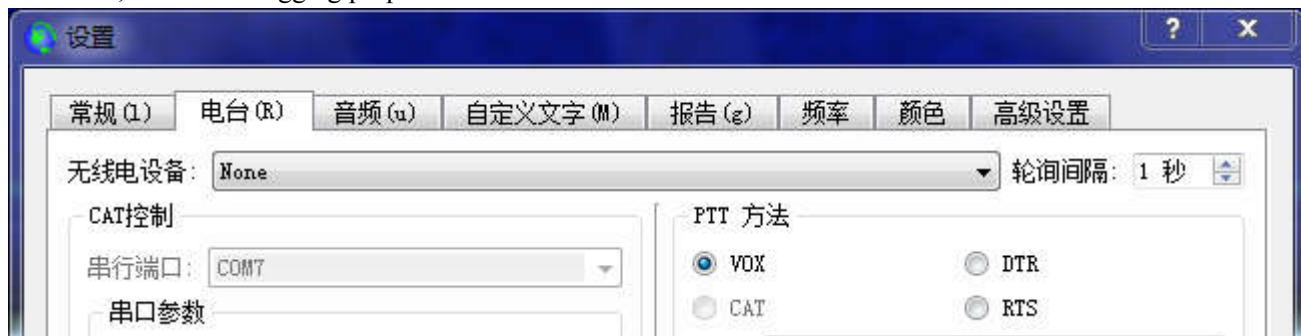 设置 ? x
常规(1) 电台(R) 音频(u) 自定义文字(M) 报告(g) 频率 颜色 高级设置
无线电设备: None 轮询间隔: 1 秒
CAT控制 PTT 方法
串行端口: COM7 VOX DTR
串口参数 CAT RTS